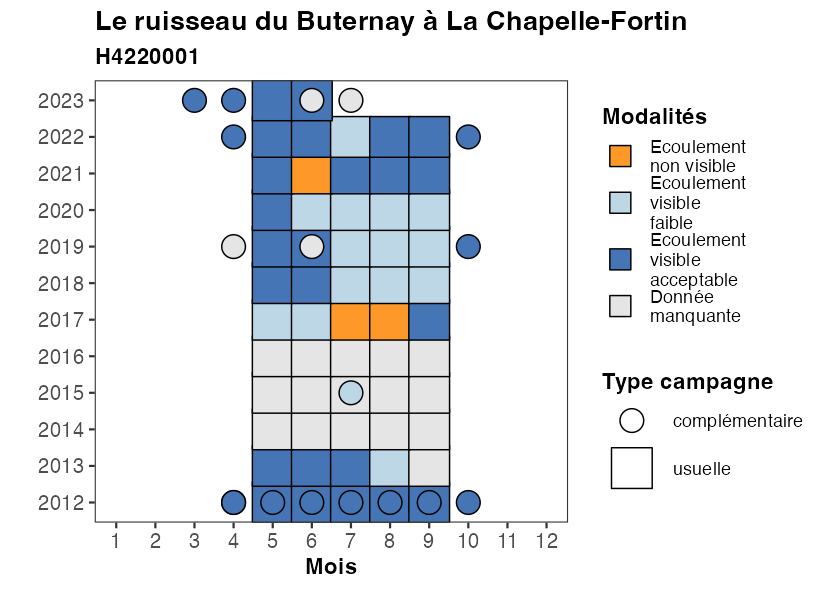 Le ruisseau du Buternay à La Chapelle-Fortin
H4220001
2023
2022
2021
2020
2019
2018
2017
2016
2015
2014
2013
2012
1 2 3 4 5 6 7 8 9 10 11 12
Mois
Modalités
Ecoulement
non visible
Ecoulement
visible
faible
Ecoulement
visible
acceptable
Donnée
manquante
Type campagne
complémentaire
usuelle